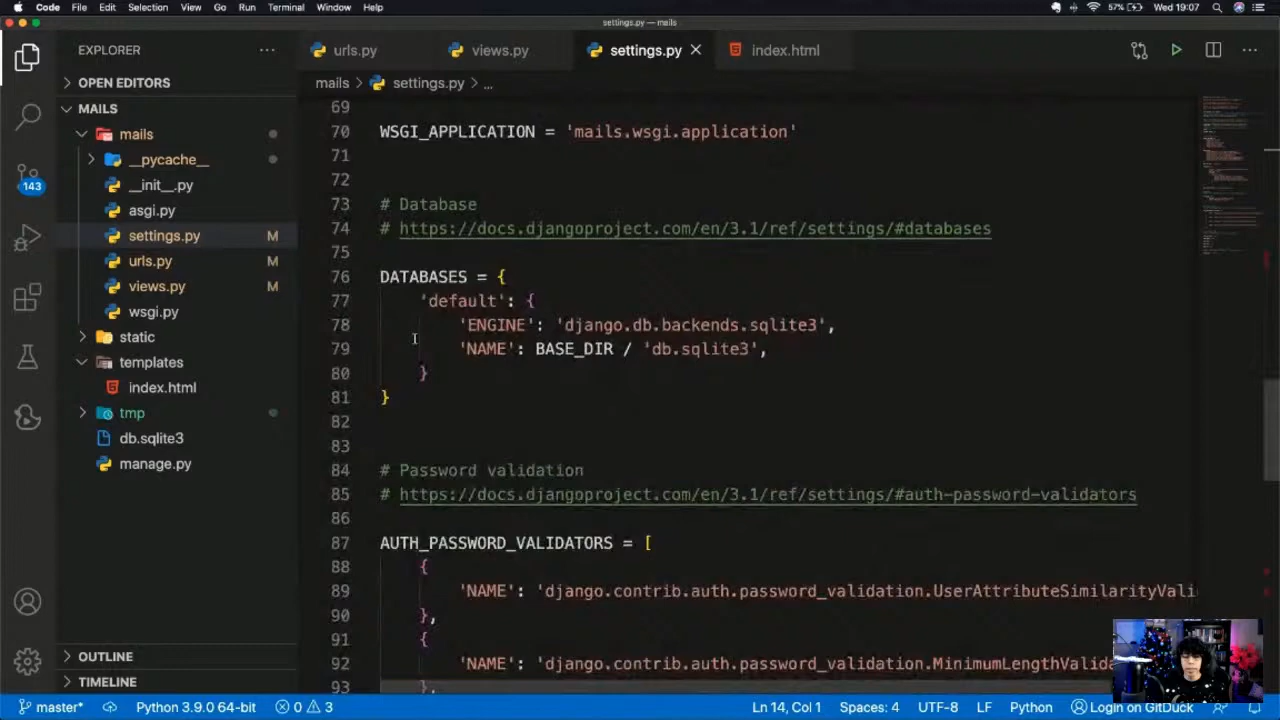 Code File Edit Selection View Go Run Terminal Window Help 57% Wed 19:07
settings.py — mails
EXPLORER
urls.py views.py settings.py index.html
OPEN EDITORS
MAILS
mails
__pycache__
__init__.py
asgi.py
settings.py M
urls.py M
views.py M
wsgi.py
static
templates
index.html
tmp
db.sqlite3
manage.py
OUTLINE
TIMELINE
143
mails > settings.py > ...
69
70 WSGI_APPLICATION = 'mails.wsgi.application'
71
72
73 # Database
74 # https://docs.djangoproject.com/en/3.1/ref/settings/#databases
75
76 DATABASES = {
77 'default': {
78 'ENGINE': 'django.db.backends.sqlite3',
79 'NAME': BASE_DIR / 'db.sqlite3',
80 }
81 }
82
83
84 # Password validation
85 # https://docs.djangoproject.com/en/3.1/ref/settings/#auth-password-validators
86
87 AUTH_PASSWORD_VALIDATORS = [
88 {
89 'NAME': 'django.contrib.auth.password_validation.UserAttributeSimilarityVali
90 },
91 {
92 'NAME': 'django.contrib.auth.password_validation.MinimumLengthValida
93 },
master* Python 3.9.0 64-bit 0 3 Ln 14, Col 1 Spaces: 4 UTF-8 LF Python Login on GitDuck